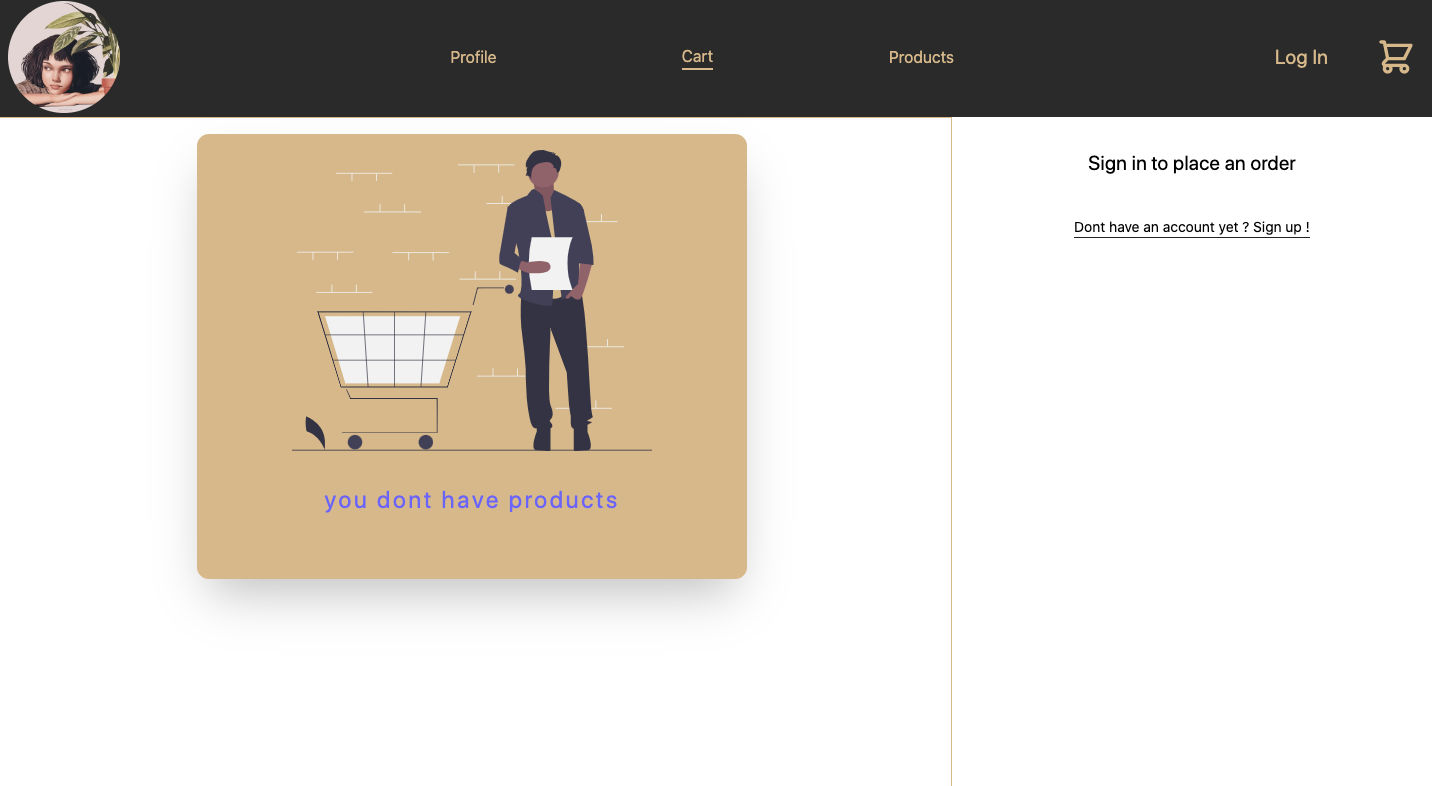 Profile
Cart
Products
Log In
Sign in to place an order
Dont have an account yet ? Sign up !
you dont have products